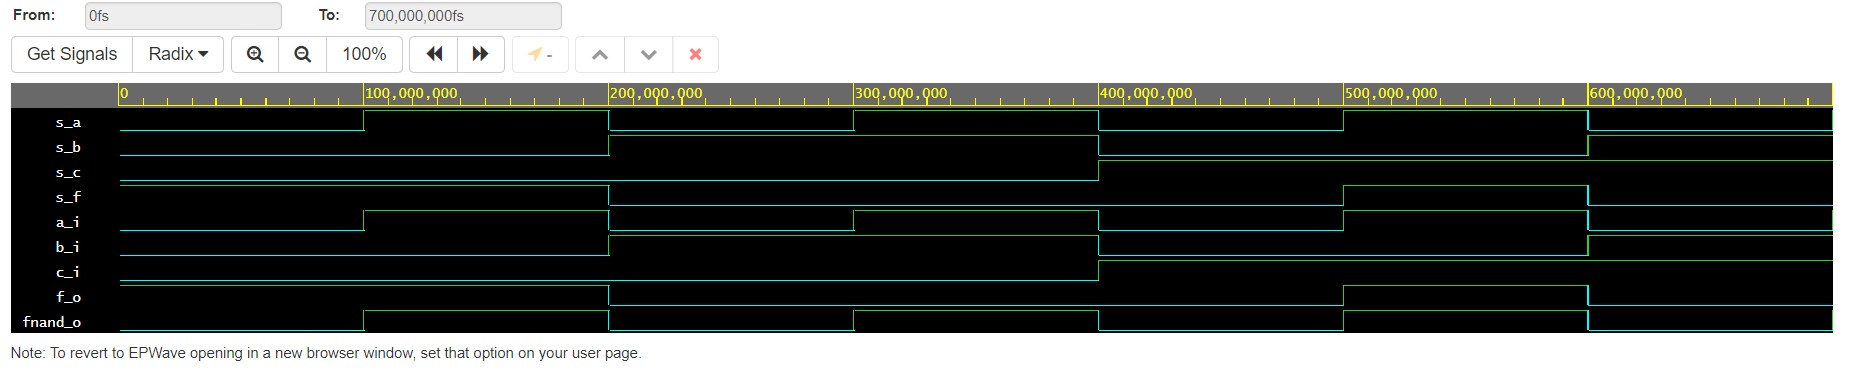 From: 0fs To: 700,000,000fs
Get Signals Radix 100% -
0 100,000,000 200,000,000 300,000,000 400,000,000 500,000,000 600,000,000
s_a
s_b
s_c
s_f
a_i
b_i
c_i
f_o
fnand_o
Note: To revert to EPWave opening in a new browser window, set that option on your user page.